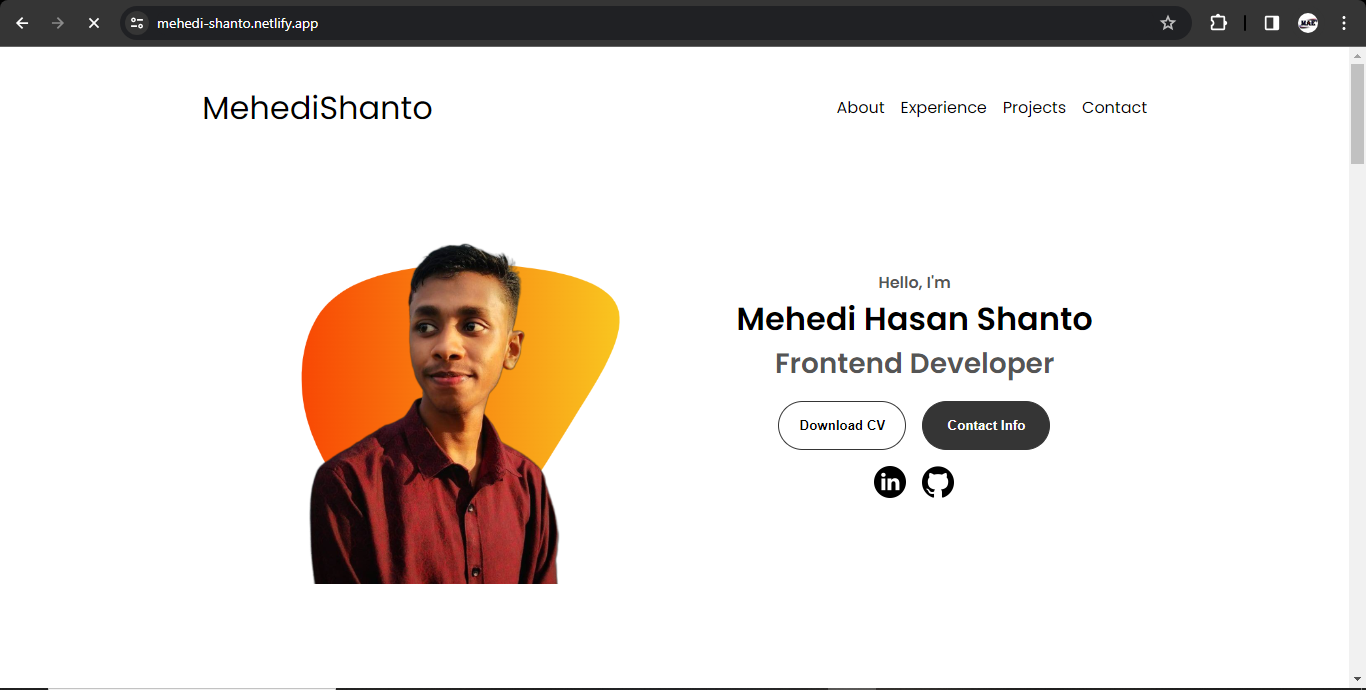 mehedi-shanto.netlify.app
MehediShanto
About Experience Projects Contact
Hello, I'm
Mehedi Hasan Shanto
Frontend Developer
Download CV Contact Info
in